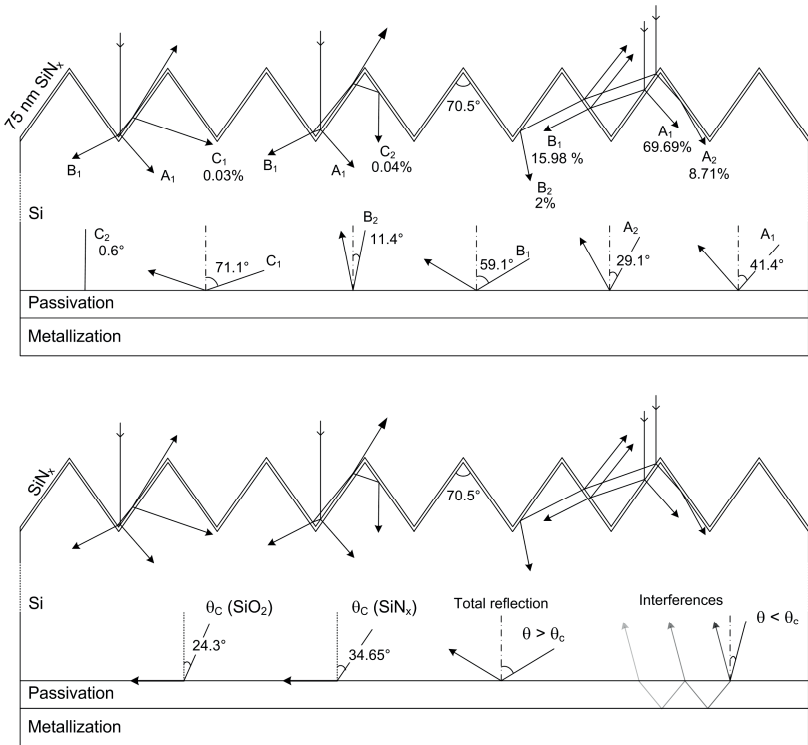 75 nm SiNₓ
70.5°
B₁
A₁
C₁
0.03%
B₁
A₁
C₂
0.04%
B₁
15.98 %
B₂
2%
A₁
69.69%
A₂
8.71%
Si
C₂
0.6°
71.1°
C₁
B₂
11.4°
59.1°
B₁
A₂
29.1°
A₁
41.4°
Passivation
Metallization
SiNₓ
70.5°
Si
θC (SiO₂)
24.3°
θC (SiNₓ)
34.65°
Total reflection
θ > θc
Interferences
θ < θc
Passivation
Metallization